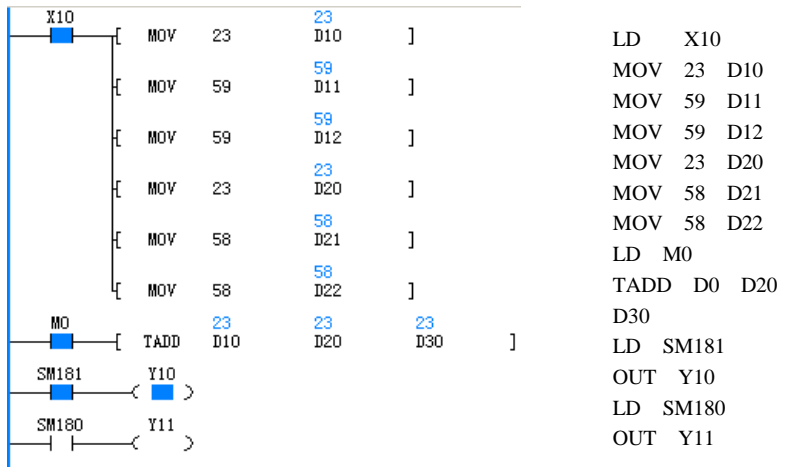 X10 23
[ MOV 23 D10 ]
59
[ MOV 59 D11 ]
59
[ MOV 59 D12 ]
23
[ MOV 23 D20 ]
58
[ MOV 58 D21 ]
58
[ MOV 58 D22 ]
M0 23 23 23
[ TADD D10 D20 D30 ]
SM181 Y10
SM180 Y11
LD X10
MOV 23 D10
MOV 59 D11
MOV 59 D12
MOV 23 D20
MOV 58 D21
MOV 58 D22
LD M0
TADD D0 D20
D30
LD SM181
OUT Y10
LD SM180
OUT Y11